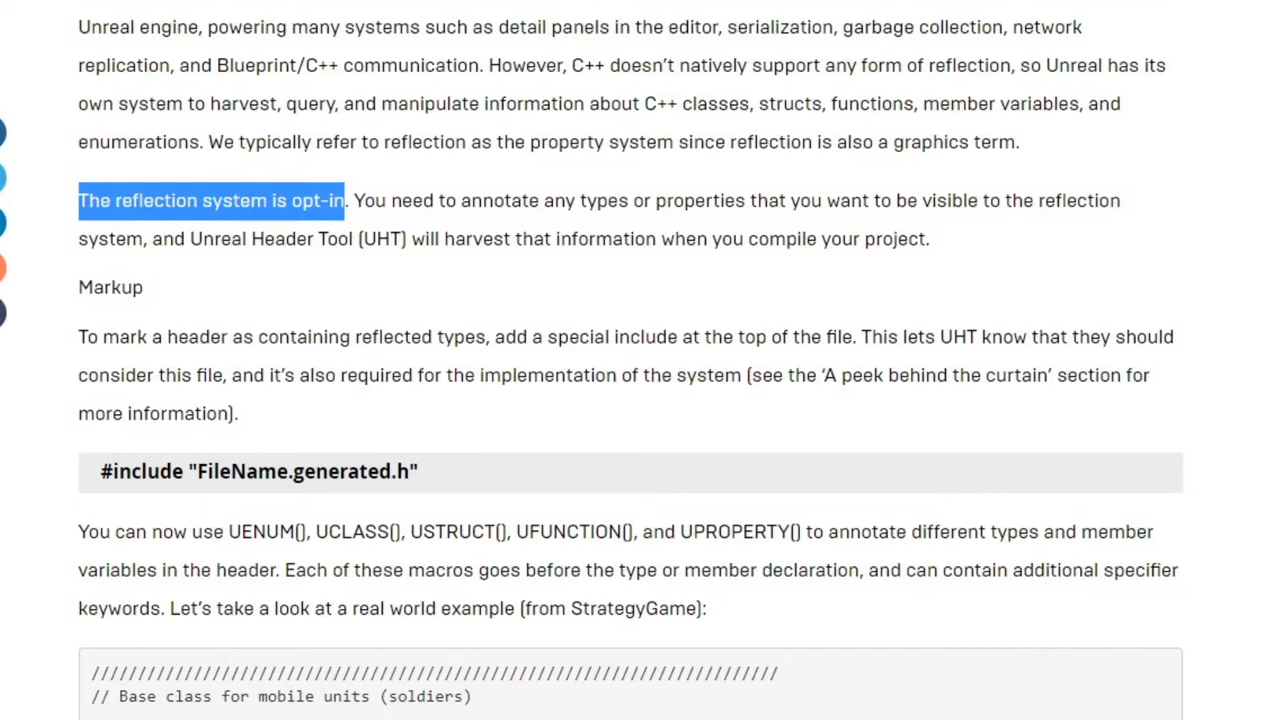 Unreal engine, powering many systems such as detail panels in the editor, serialization, garbage collection, network
replication, and Blueprint/C++ communication. However, C++ doesn’t natively support any form of reflection, so Unreal has its
own system to harvest, query, and manipulate information about C++ classes, structs, functions, member variables, and
enumerations. We typically refer to reflection as the property system since reflection is also a graphics term.
The reflection system is opt-in. You need to annotate any types or properties that you want to be visible to the reflection
system, and Unreal Header Tool (UHT) will harvest that information when you compile your project.
Markup
To mark a header as containing reflected types, add a special include at the top of the file. This lets UHT know that they should
consider this file, and it’s also required for the implementation of the system (see the ‘A peek behind the curtain’ section for
more information).
#include "FileName.generated.h"
You can now use UENUM(), UCLASS(), USTRUCT(), UFUNCTION(), and UPROPERTY() to annotate different types and member
variables in the header. Each of these macros goes before the type or member declaration, and can contain additional specifier
keywords. Let’s take a look at a real world example (from StrategyGame):
//////////////////////////////////////////////////////////////////////////
// Base class for mobile units (soldiers)